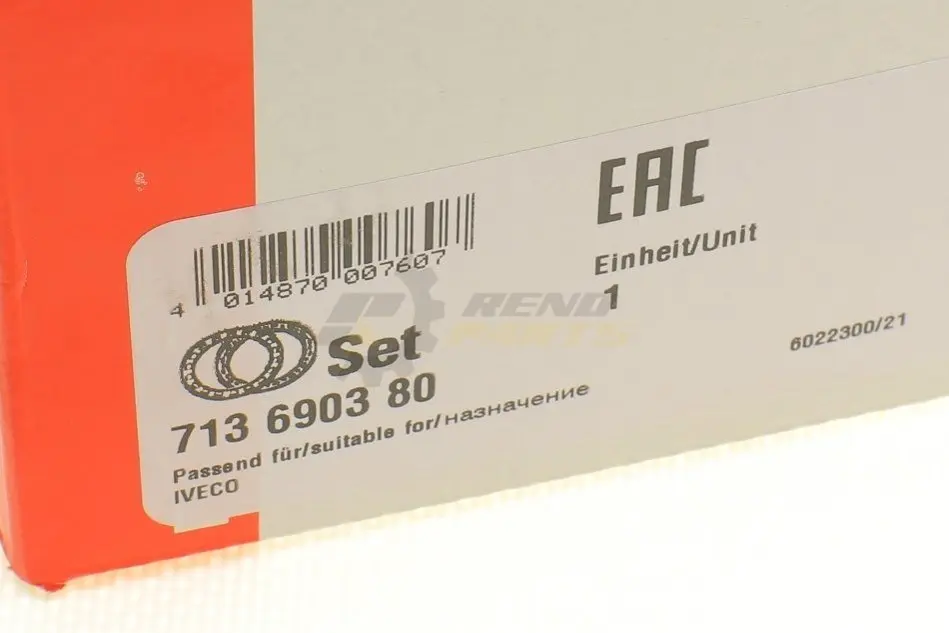 EAC
Einheit/Unit
1
6022300/21
4 014870 007607
Set
713 6903 80
Passend für/suitable for/назначение
IVECO
REND
PARTS